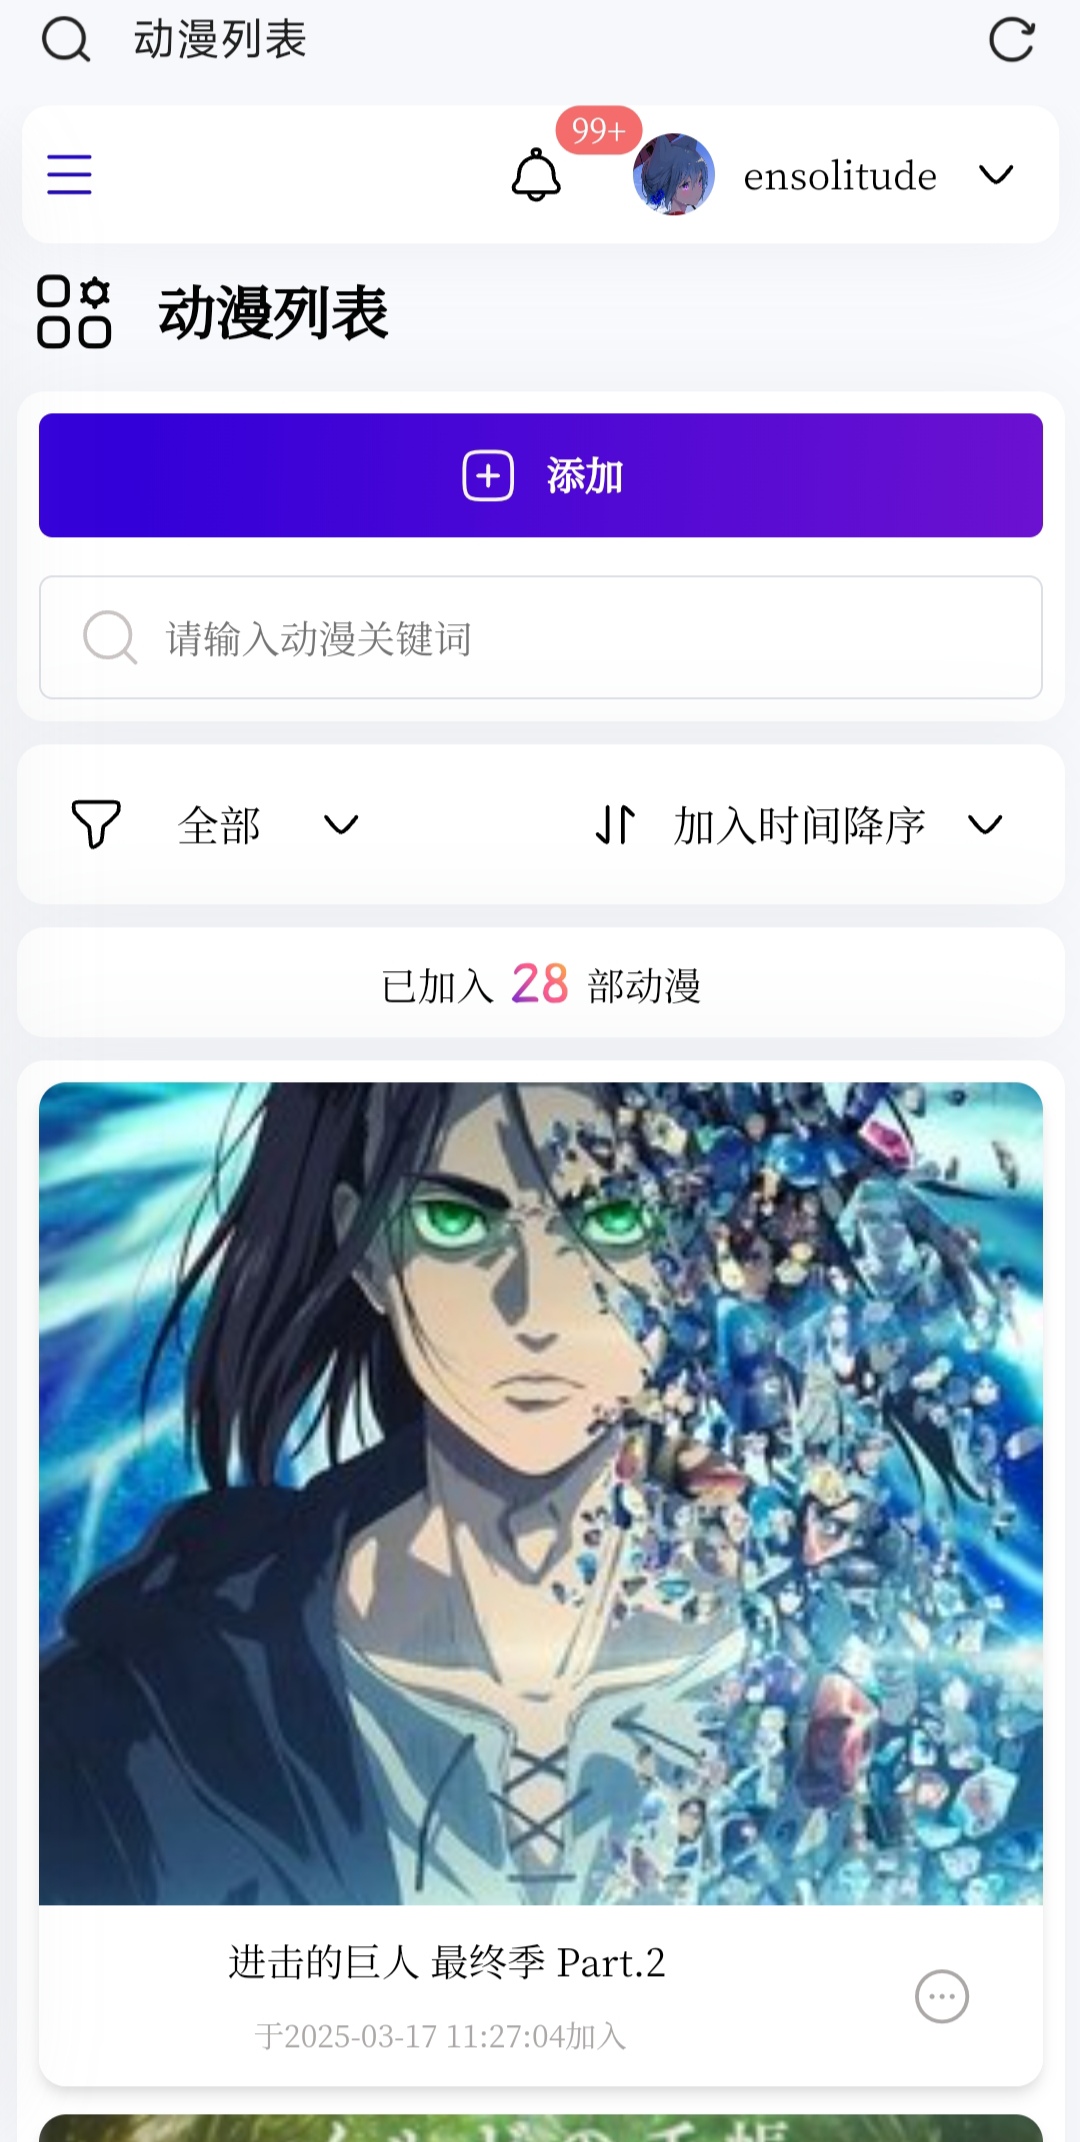 动漫列表
99+
ensolitude
动漫列表
添加
请输入动漫关键词
全部
加入时间降序
已加入 28 部动漫
进击的巨人 最终季 Part.2
于2025-03-17 11:27:04加入